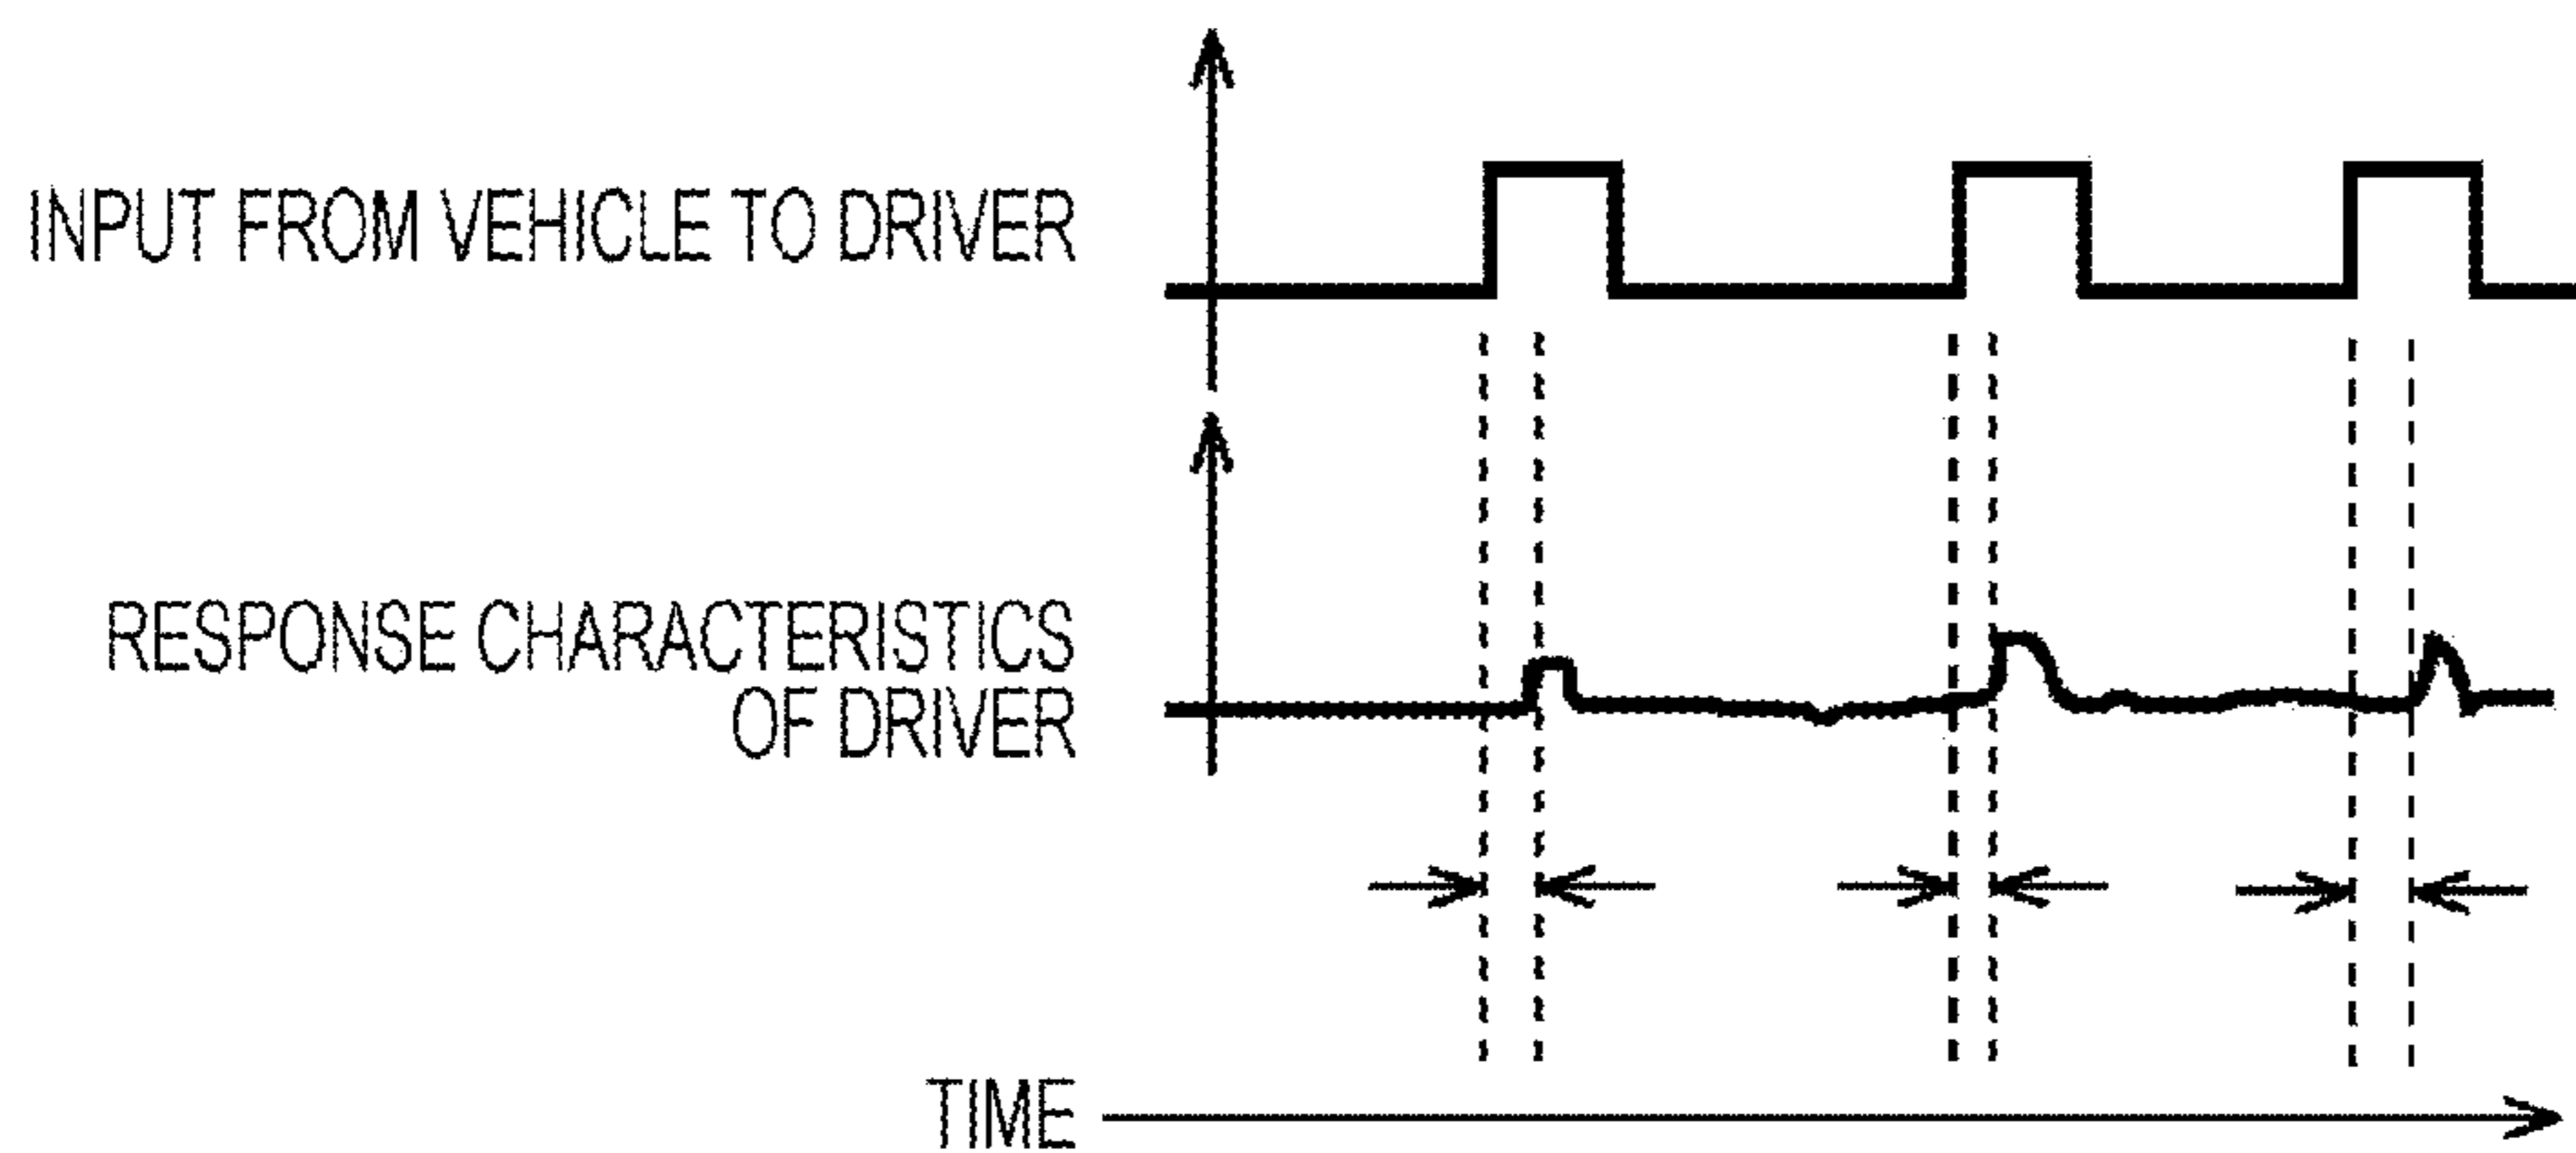 INPUT FROM VEHICLE TO DRIVER
RESPONSE CHARACTERISTICS
OF DRIVER
TIME